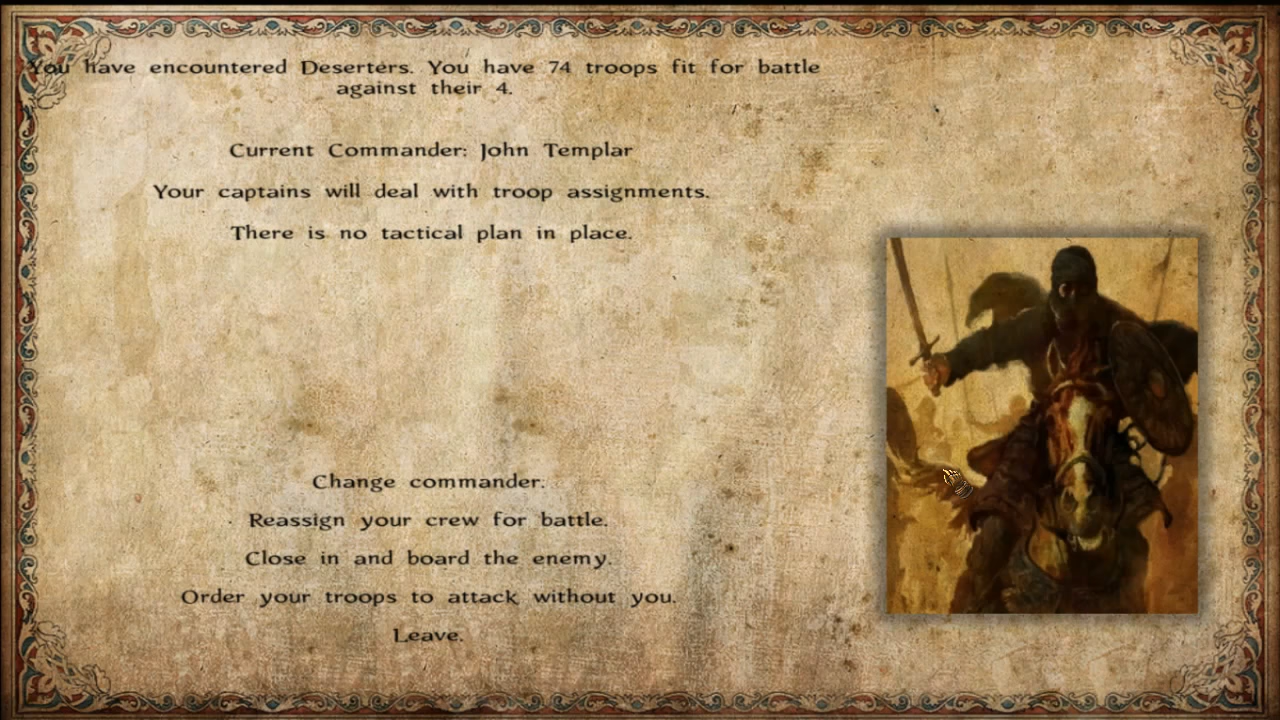 You have encountered Deserters. You have 74 troops fit for battle
against their 4.
Current Commander: John Templar
Your captains will deal with troop assignments.
There is no tactical plan in place.
Change commander.
Reassign your crew for battle.
Close in and board the enemy.
Order your troops to attack without you.
Leave.